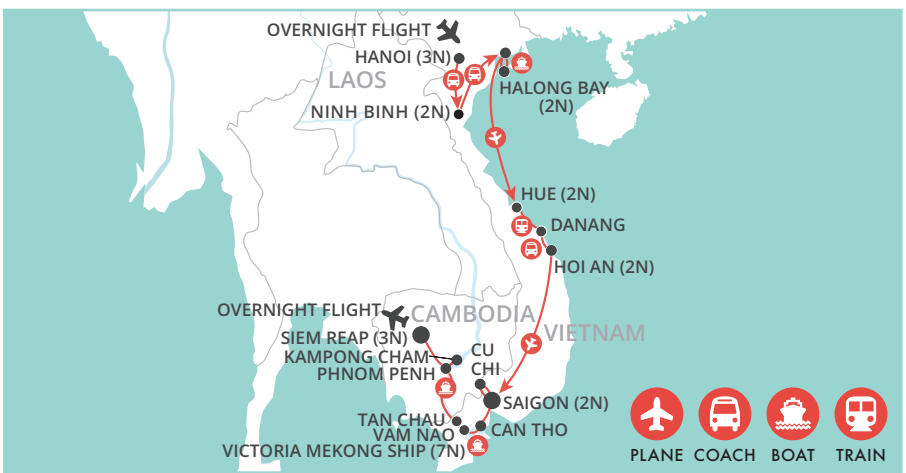 OVERNIGHT FLIGHT
HANOI (3N)
LAOS
HALONG BAY
(2N)
NINH BINH (2N)
HUE (2N)
DANANG
HOI AN (2N)
OVERNIGHT FLIGHT
CAMBODIA
VIETNAM
SIEM REAP (3N)
KAMPONG CHAM
PHNOM PENH
CU
CHI
SAIGON (2N)
TAN CHAU
VAM NAO
CAN THO
VICTORIA MEKONG SHIP (7N)
PLANE COACH BOAT TRAIN